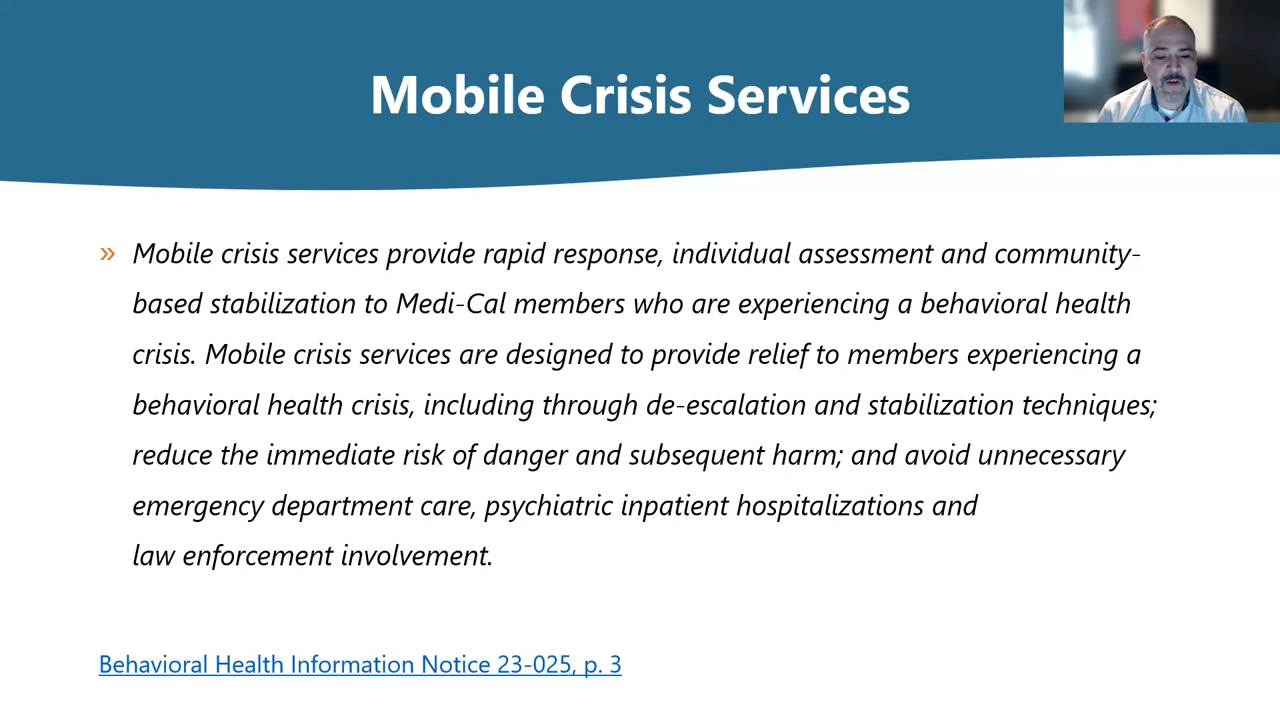 Mobile Crisis Services
» Mobile crisis services provide rapid response, individual assessment and community-
based stabilization to Medi-Cal members who are experiencing a behavioral health
crisis. Mobile crisis services are designed to provide relief to members experiencing a
behavioral health crisis, including through de-escalation and stabilization techniques;
reduce the immediate risk of danger and subsequent harm; and avoid unnecessary
emergency department care, psychiatric inpatient hospitalizations and
law enforcement involvement.
Behavioral Health Information Notice 23-025, p. 3